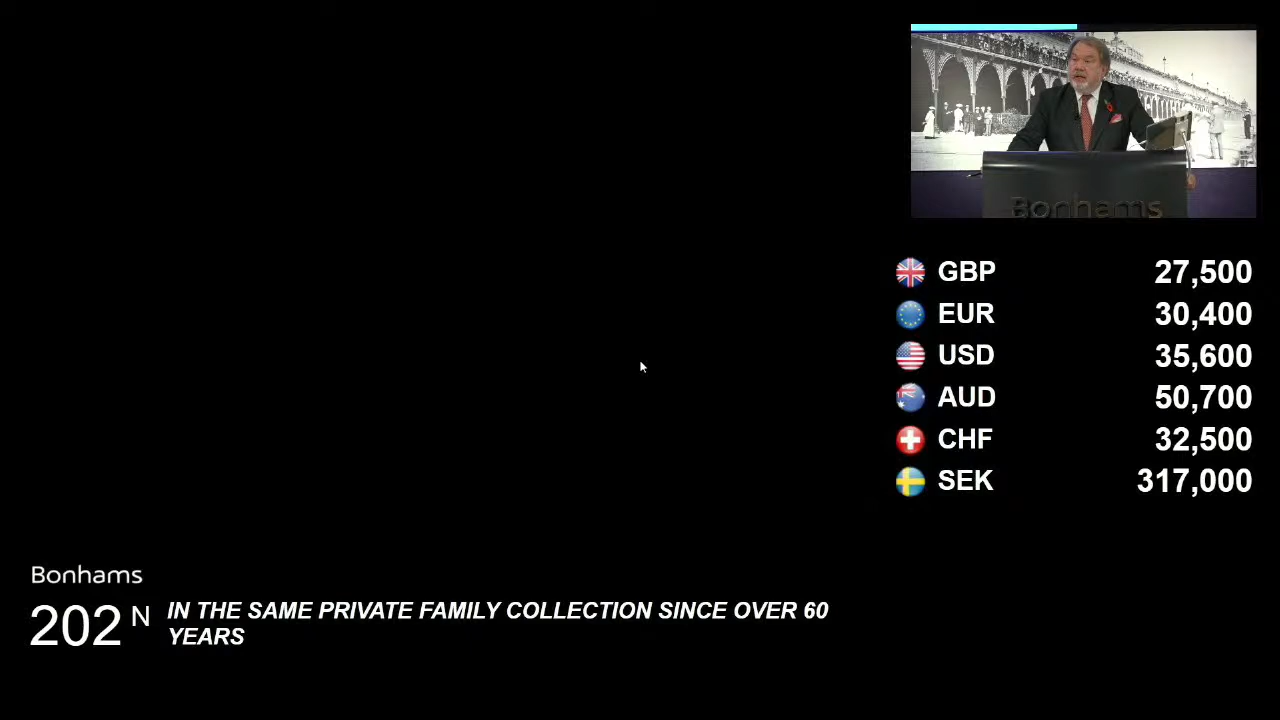 Bonhams
GBP 27,500
EUR 30,400
USD 35,600
AUD 50,700
CHF 32,500
SEK 317,000
Bonhams
202 N
IN THE SAME PRIVATE FAMILY COLLECTION SINCE OVER 60
YEARS